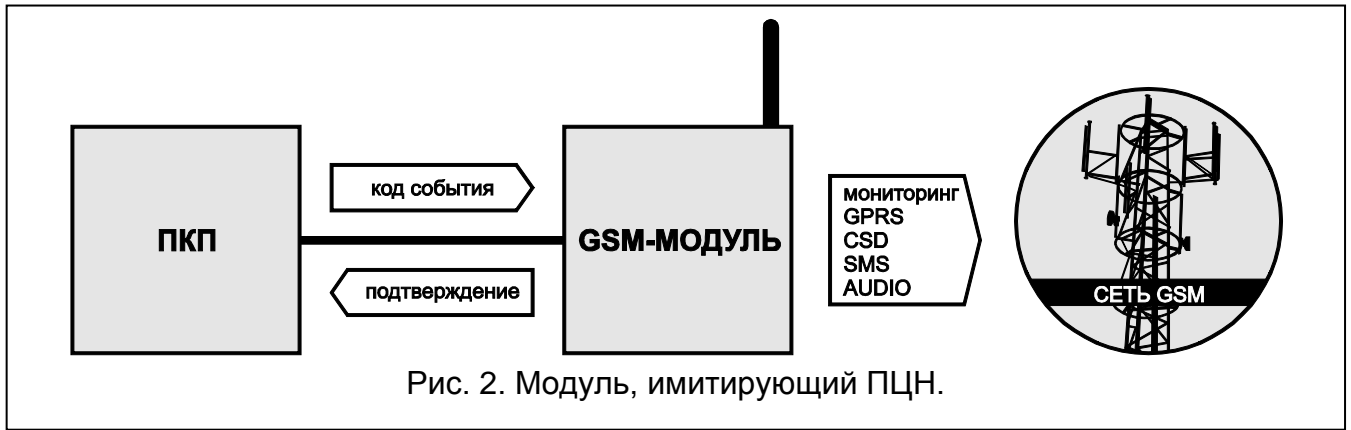 ПКП
код события
подтверждение
GSM-МОДУЛЬ
мониторинг
GPRS
CSD
SMS
AUDIO
СЕТЬ GSM
Рис. 2. Модуль, имитирующий ПЦН.